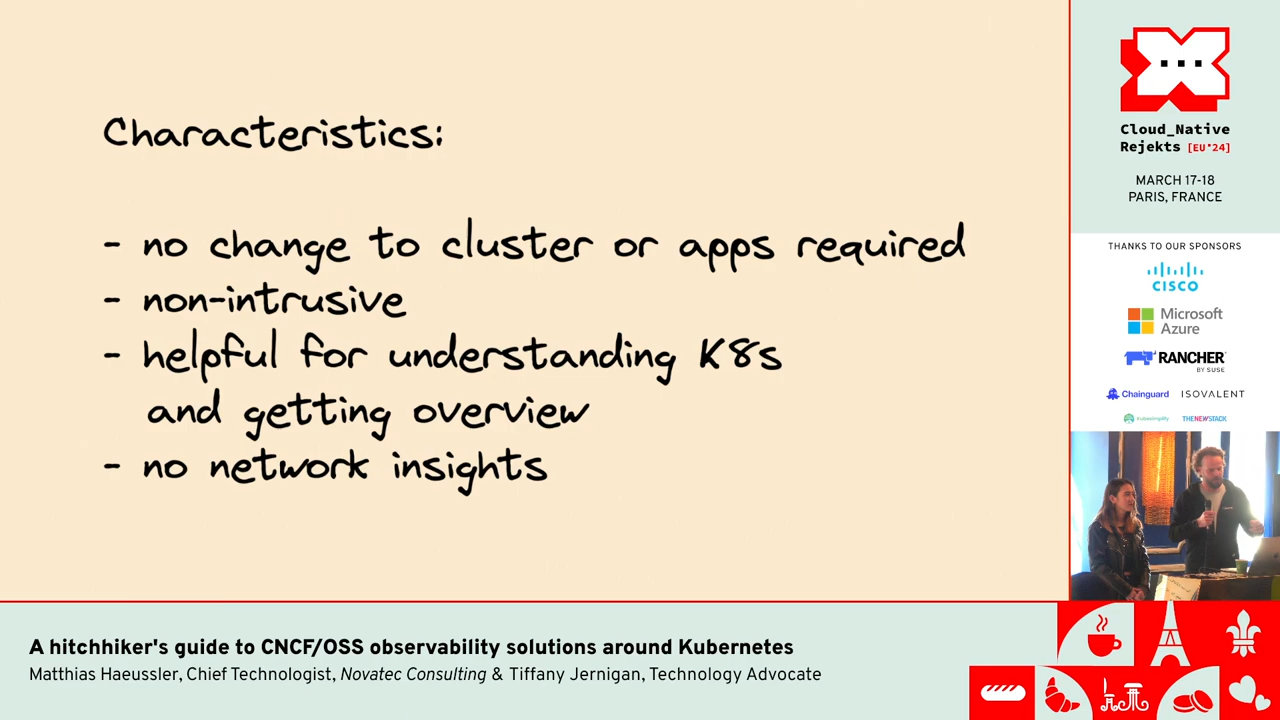 Characteristics:
- no change to cluster or apps required
- non-intrusive
- helpful for understanding K8s
and getting overview
- no network insights
Cloud_Native
Rejekts [EU*24]
MARCH 17-18
PARIS, FRANCE
THANKS TO OUR SPONSORS
CISCO
Microsoft
Azure
RANCHER
BY SUSE
Chainguard ISOVALENT
Kubesimplify THENEWSTACK
A hitchhiker's guide to CNCF/OSS observability solutions around Kubernetes
Matthias Haeussler, Chief Technologist, Novatec Consulting & Tiffany Jernigan, Technology Advocate